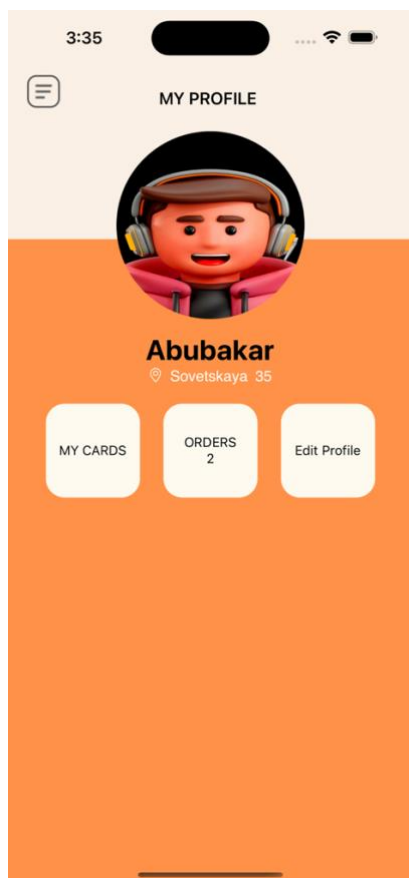 3:35
MY PROFILE
Abubakar
Sovetskaya 35
MY CARDS
ORDERS
2
Edit Profile